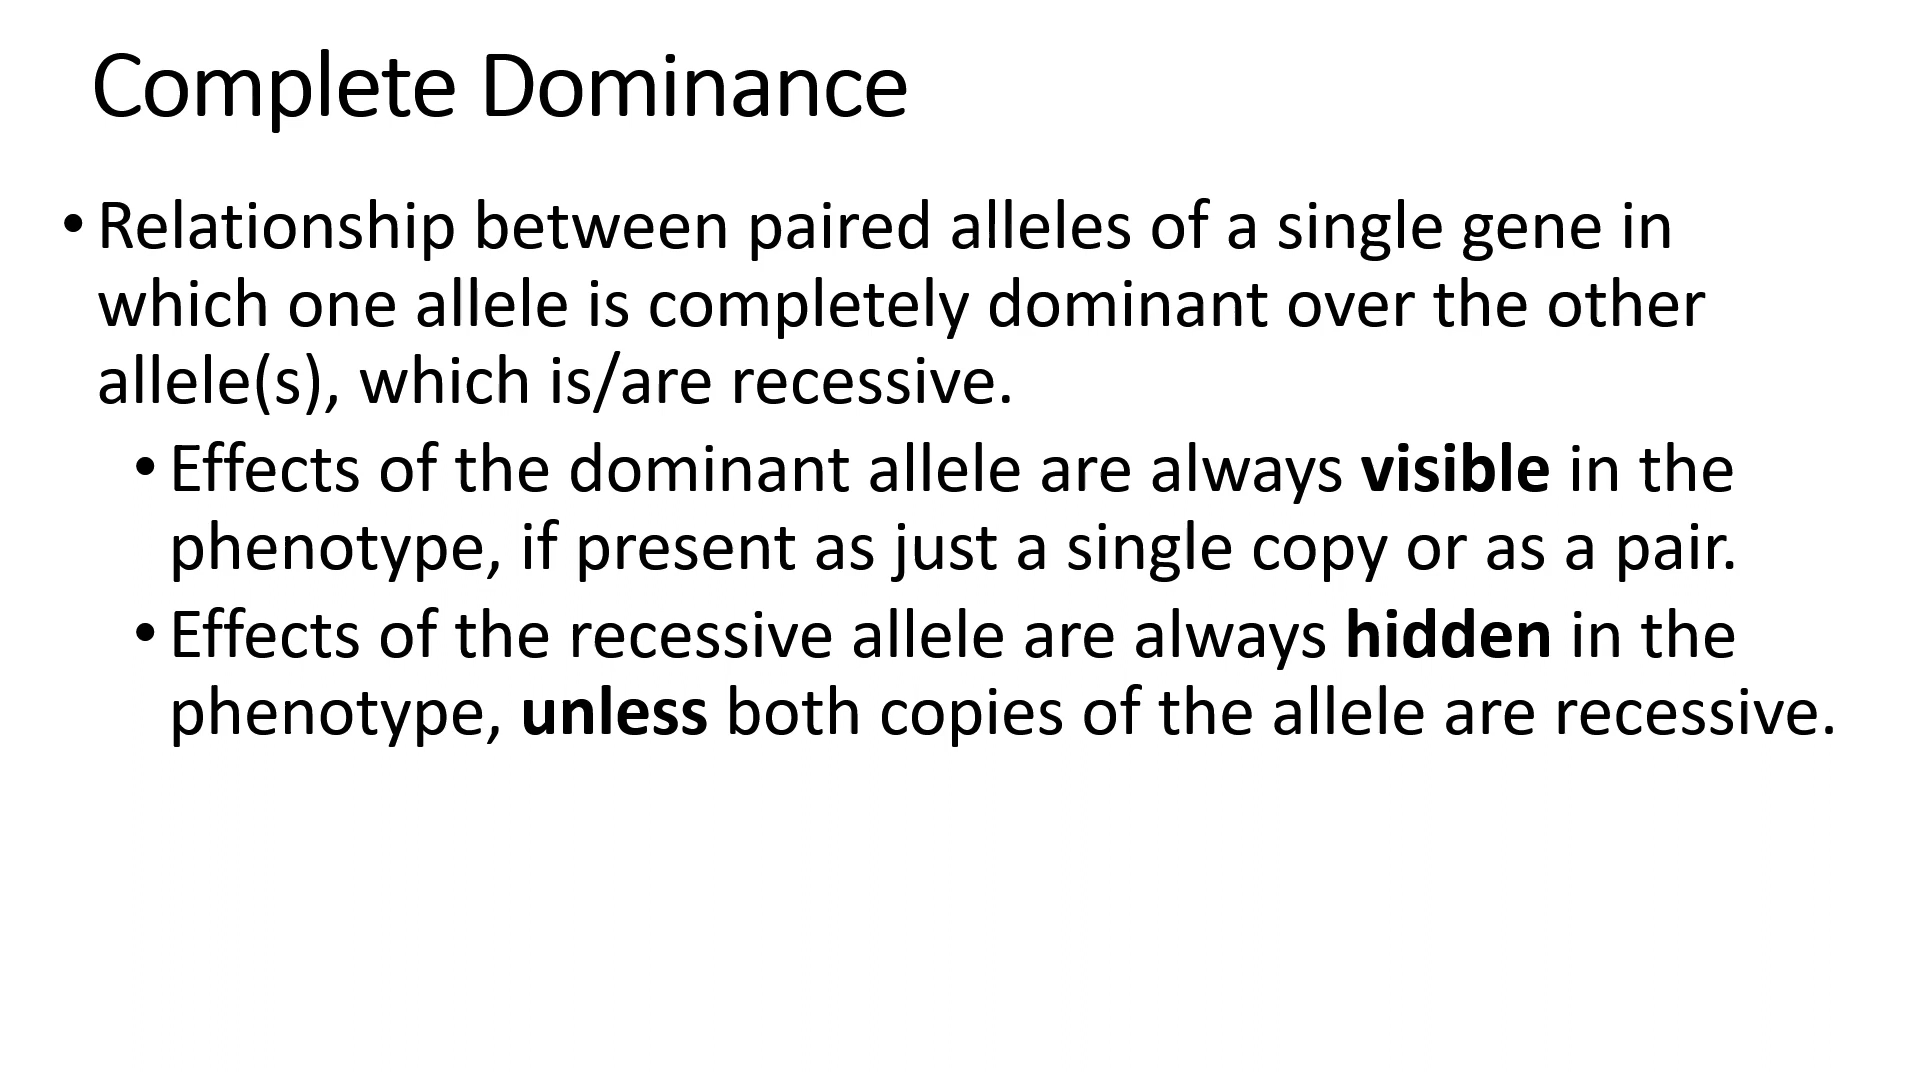 Complete Dominance
• Relationship between paired alleles of a single gene in
which one allele is completely dominant over the other
allele(s), which is/are recessive.
• Effects of the dominant allele are always visible in the
phenotype, if present as just a single copy or as a pair.
• Effects of the recessive allele are always hidden in the
phenotype, unless both copies of the allele are recessive.